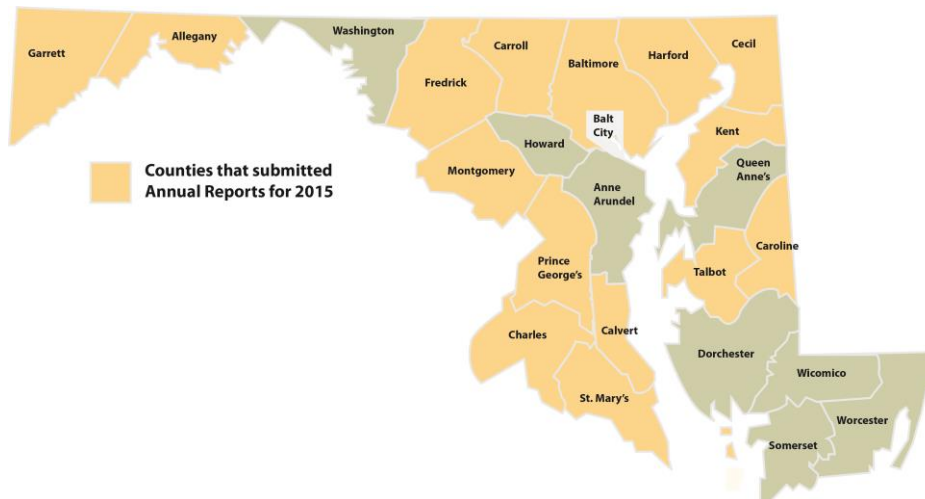 Garrett
Allegany
Washington
Fredrick
Carroll
Baltimore
Harford
Cecil
Balt
City
Kent
Howard
Queen
Anne's
Montgomery
Anne
Arundel
Counties that submitted
Annual Reports for 2015
Prince
George's
Talbot
Caroline
Charles
Calvert
Dorchester
Wicomico
St. Mary's
Somerset
Worcester